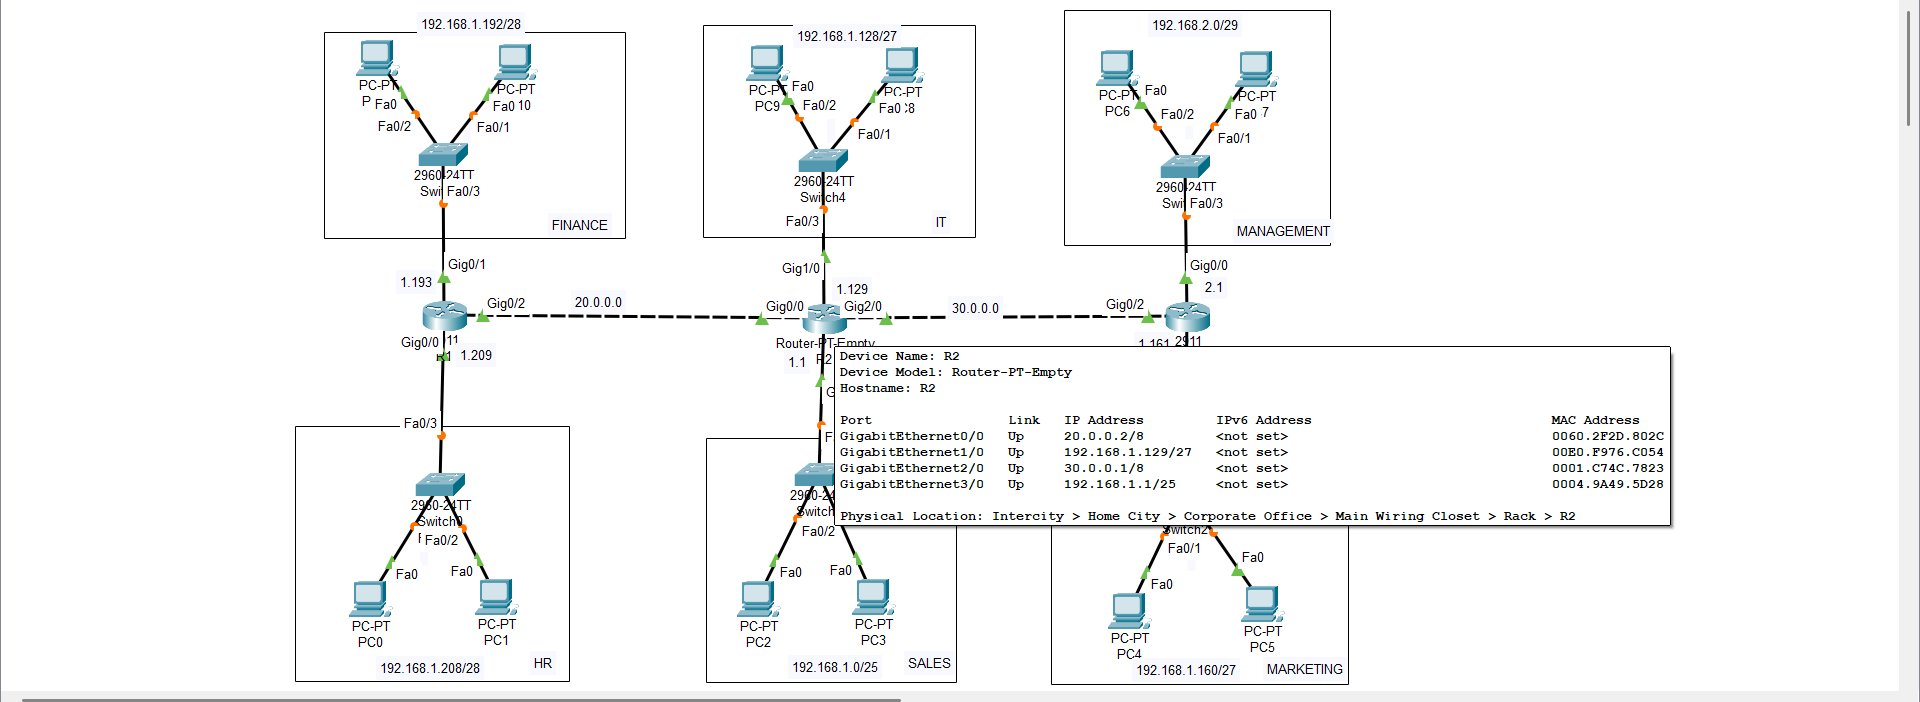 192.168.1.192/28
PC-PT
Fa0
PC-PT
10
Fa0
Fa0/2
Fa0/1
2960-24TT
Fa0/3
FINANCE
192.168.1.128/27
PC9
Fa0
Fa0/2
PC-PT
Fa0
Fa0/1
2960-24TT
Switch4
Fa0/3
IT
192.168.2.0/29
PC6
Fa0
Fa0/2
PC-PT
Fa0
7
Fa0/1
2960-24TT
Fa0/3
MANAGEMENT
Gig0/1
1.193
Gig0/2
20.0.0.0
Gig0/0
1.209
Gig1/0
1.129
Gig0/0
Gig2/0
30.0.0.0
Router-PT-Empty
1.1
R2
Gig0/0
2.1
Gig0/2
1.161
2911
Device Name: R2
Device Model: Router-PT-Empty
Hostname: R2
Port Link IP Address IPv6 Address MAC Address
GigabitEthernet0/0 Up 20.0.0.2/8 <not set> 0060.2F2D.802C
GigabitEthernet1/0 Up 192.168.1.129/27 <not set> 00E0.F976.C054
GigabitEthernet2/0 Up 30.0.0.1/8 <not set> 0001.C74C.7823
GigabitEthernet3/0 Up 192.168.1.1/25 <not set> 0004.9A49.5D28
Physical Location: Intercity > Home City > Corporate Office > Main Wiring Closet > Rack > R2
Fa0/3
2960-24TT
Fa0/2
Fa0
Fa0
PC-PT
PC0
PC-PT
PC1
192.168.1.208/28
HR
Switch
Fa0/2
Fa0
Fa0
PC-PT
PC2
PC-PT
PC3
192.168.1.0/25
SALES
Switch2
Fa0/1
Fa0
Fa0
PC-PT
PC4
PC-PT
PC5
192.168.1.160/27
MARKETING